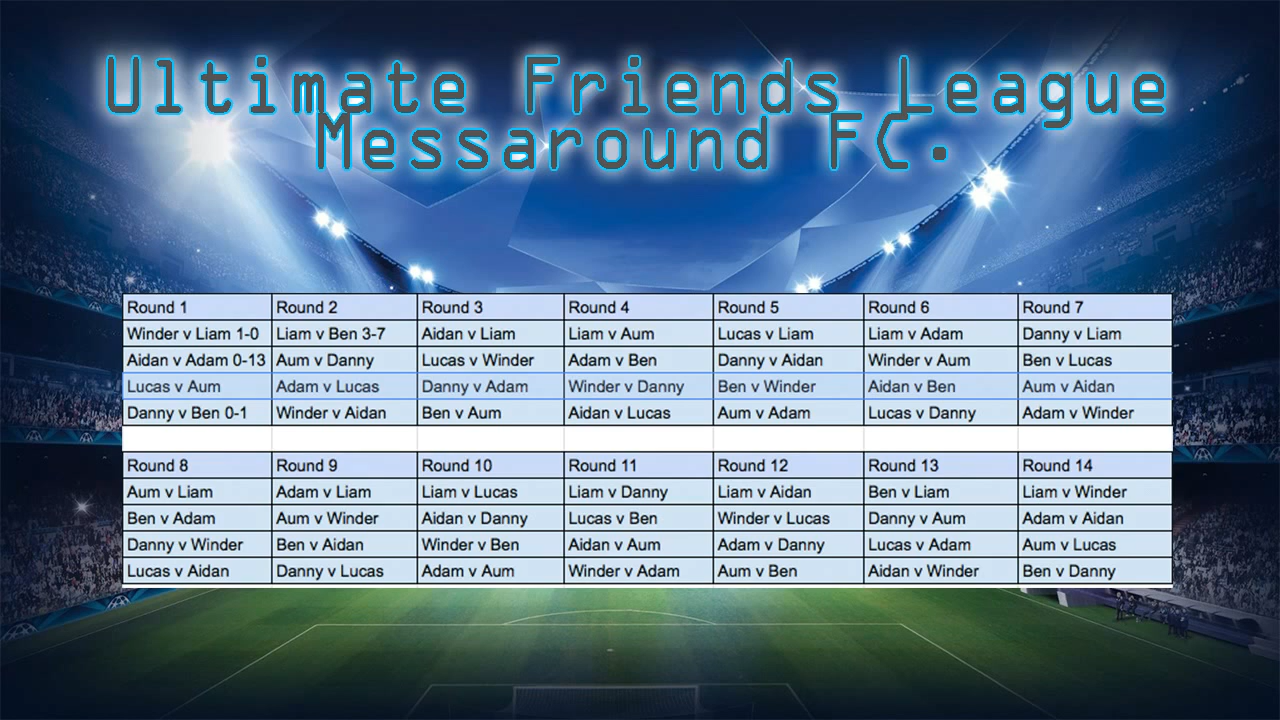 Ultimate Friends League
Messaround FC.
Round 1 Round 2 Round 3 Round 4 Round 5 Round 6 Round 7
Winder v Liam 1-0 Liam v Ben 3-7 Aidan v Liam Liam v Aum Lucas v Liam Liam v Adam Danny v Liam
Aidan v Adam 0-13 Aum v Danny Lucas v Winder Adam v Ben Danny v Aidan Winder v Aum Ben v Lucas
Lucas v Aum Adam v Lucas Danny v Adam Winder v Danny Ben v Winder Aidan v Ben Aum v Aidan
Danny v Ben 0-1 Winder v Aidan Ben v Aum Aidan v Lucas Aum v Adam Lucas v Danny Adam v Winder
Round 8 Round 9 Round 10 Round 11 Round 12 Round 13 Round 14
Aum v Liam Adam v Liam Liam v Lucas Liam v Danny Liam v Aidan Ben v Liam Liam v Winder
Ben v Adam Aum v Winder Aidan v Danny Lucas v Ben Winder v Lucas Danny v Aum Adam v Aidan
Danny v Winder Ben v Aidan Winder v Ben Aidan v Aum Adam v Danny Lucas v Adam Aum v Lucas
Lucas v Aidan Danny v Lucas Adam v Aum Winder v Adam Aum v Ben Aidan v Winder Ben v Danny